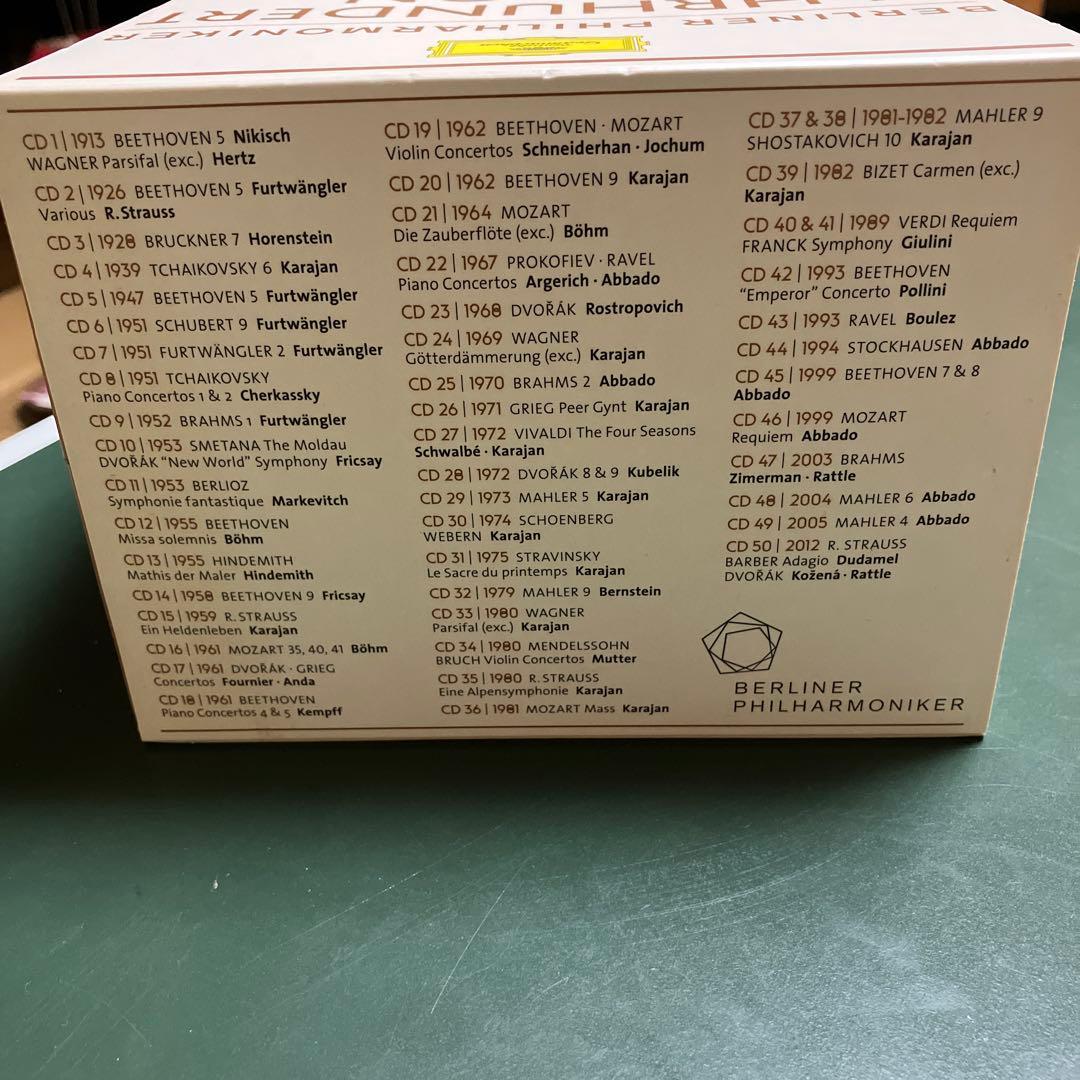 BERLINER PHILHARMONIKER
CD 1 | 1913 BEETHOVEN 5 Nikisch
WAGNER Parsifal (exc.) Hertz
CD 2 | 1926 BEETHOVEN 5 Furtwängler
Various R.Strauss
CD 3 | 1928 BRUCKNER 7 Horenstein
CD 4 | 1939 TCHAIKOVSKY 6 Karajan
CD 5 | 1947 BEETHOVEN 5 Furtwängler
CD 6 | 1951 SCHUBERT 9 Furtwängler
CD 7 | 1951 FURTWÄNGLER 2 Furtwängler
CD 8 | 1951 TCHAIKOVSKY
Piano Concertos 1 & 2 Cherkassky
CD 9 | 1952 BRAHMS 1 Furtwängler
CD 10 | 1953 SMETANA The Moldau
DVOŘÁK “New World” Symphony Fricsay
CD 11 | 1953 BERLIOZ
Symphonie fantastique Markevitch
CD 12 | 1955 BEETHOVEN
Missa solemnis Böhm
CD 13 | 1955 HINDEMITH
Mathis der Maler Hindemith
CD 14 | 1958 BEETHOVEN 9 Fricsay
CD 15 | 1959 R. STRAUSS
Ein Heldenleben Karajan
CD 16 | 1961 MOZART 35, 40, 41 Böhm
CD 17 | 1961 DVOŘÁK · GRIEG
Concertos Fournier · Anda
CD 18 | 1961 BEETHOVEN
Piano Concertos 4 & 5 Kempff
CD 19 | 1962 BEETHOVEN · MOZART
Violin Concertos Schneiderhan · Jochum
CD 20 | 1962 BEETHOVEN 9 Karajan
CD 21 | 1964 MOZART
Die Zauberflöte (exc.) Böhm
CD 22 | 1967 PROKOFIEV · RAVEL
Piano Concertos Argerich · Abbado
CD 23 | 1968 DVOŘÁK Rostropovich
CD 24 | 1969 WAGNER
Götterdämmerung (exc.) Karajan
CD 25 | 1970 BRAHMS 2 Abbado
CD 26 | 1971 GRIEG Peer Gynt Karajan
CD 27 | 1972 VIVALDI The Four Seasons
Schwalbé · Karajan
CD 28 | 1972 DVOŘÁK 8 & 9 Kubelik
CD 29 | 1973 MAHLER 5 Karajan
CD 30 | 1974 SCHOENBERG
WEBERN Karajan
CD 31 | 1975 STRAVINSKY
Le Sacre du printemps Karajan
CD 32 | 1979 MAHLER 9 Bernstein
CD 33 | 1980 WAGNER
Parsifal (exc.) Karajan
CD 34 | 1980 MENDELSSOHN
BRUCH Violin Concertos Mutter
CD 35 | 1980 R. STRAUSS
Eine Alpensymphonie Karajan
CD 36 | 1981 MOZART Mass Karajan
CD 37 & 38 | 1981-1982 MAHLER 9
SHOSTAKOVICH 10 Karajan
CD 39 | 1982 BIZET Carmen (exc.)
Karajan
CD 40 & 41 | 1989 VERDI Requiem
FRANCK Symphony Giulini
CD 42 | 1993 BEETHOVEN
“Emperor” Concerto Pollini
CD 43 | 1993 RAVEL Boulez
CD 44 | 1994 STOCKHAUSEN Abbado
CD 45 | 1999 BEETHOVEN 7 & 8
Abbado
CD 46 | 1999 MOZART
Requiem Abbado
CD 47 | 2003 BRAHMS
Zimerman · Rattle
CD 48 | 2004 MAHLER 6 Abbado
CD 49 | 2005 MAHLER 4 Abbado
CD 50 | 2012 R. STRAUSS
BARBER Adagio Dudamel
DVOŘÁK Kožená · Rattle
BERLINER
PHILHARMONIKER